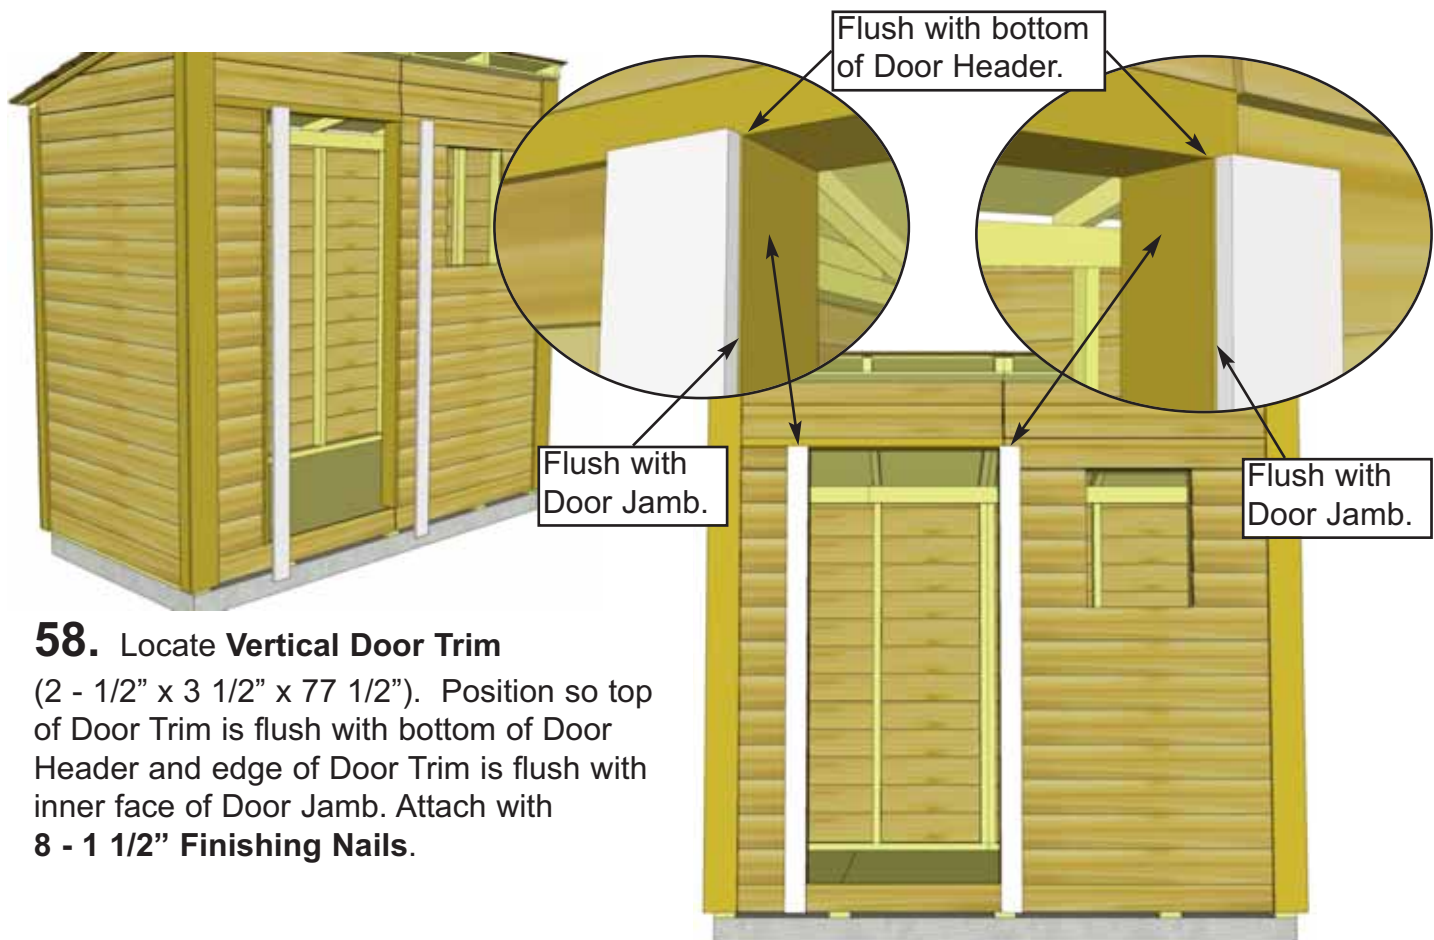 Flush with bottom
of Door Header.
Flush with
Door Jamb.
Flush with
Door Jamb.
58. Locate Vertical Door Trim
(2 - 1/2” x 3 1/2” x 77 1/2”).  Position so top
of Door Trim is flush with bottom of Door
Header and edge of Door Trim is flush with
inner face of Door Jamb. Attach with
8 - 1 1/2” Finishing Nails.